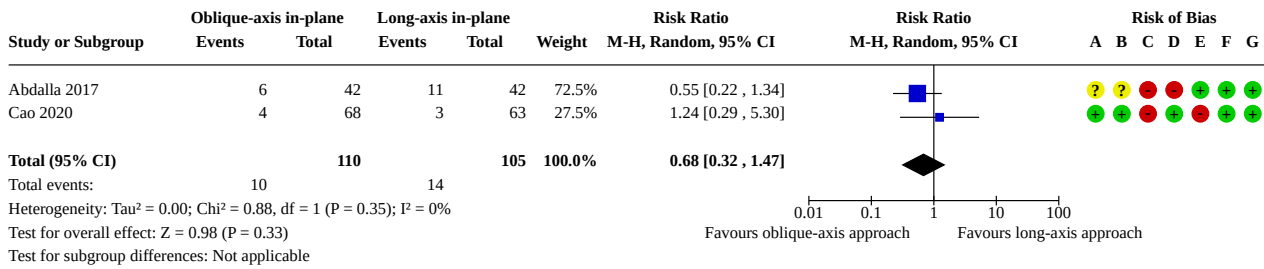 Oblique-axis in-plane Long-axis in-plane Risk Ratio Risk Ratio Risk of Bias
Study or Subgroup Events Total Events Total Weight M-H, Random, 95% CI M-H, Random, 95% CI A B C D E F G
Abdalla 2017 6 42 11 42 72.5% 0.55 [0.22 , 1.34] ? ? - - + + +
Cao 2020 4 68 3 63 27.5% 1.24 [0.29 , 5.30] + + - + - + +
Total (95% CI) 110 105 100.0% 0.68 [0.32 , 1.47]
Total events: 10 14
Heterogeneity: Tau² = 0.00; Chi² = 0.88, df = 1 (P = 0.35); I² = 0%
0.01 0.1 1 10 100
Test for overall effect: Z = 0.98 (P = 0.33) Favours oblique-axis approach Favours long-axis approach
Test for subgroup differences: Not applicable